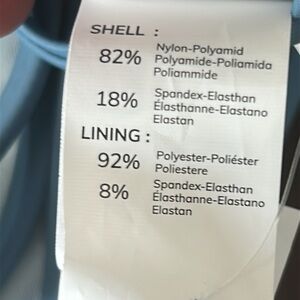 SHELL :
82% Nylon-Polyamid
Polyamide-Poliamida
Poliammide
18% Spandex-Elasthan
Élasthanne-Elastano
Elastan
LINING :
92% Polyester-Poliéster
Poliestere
8% Spandex-Elasthan
Élasthanne-Elastano
Elastan